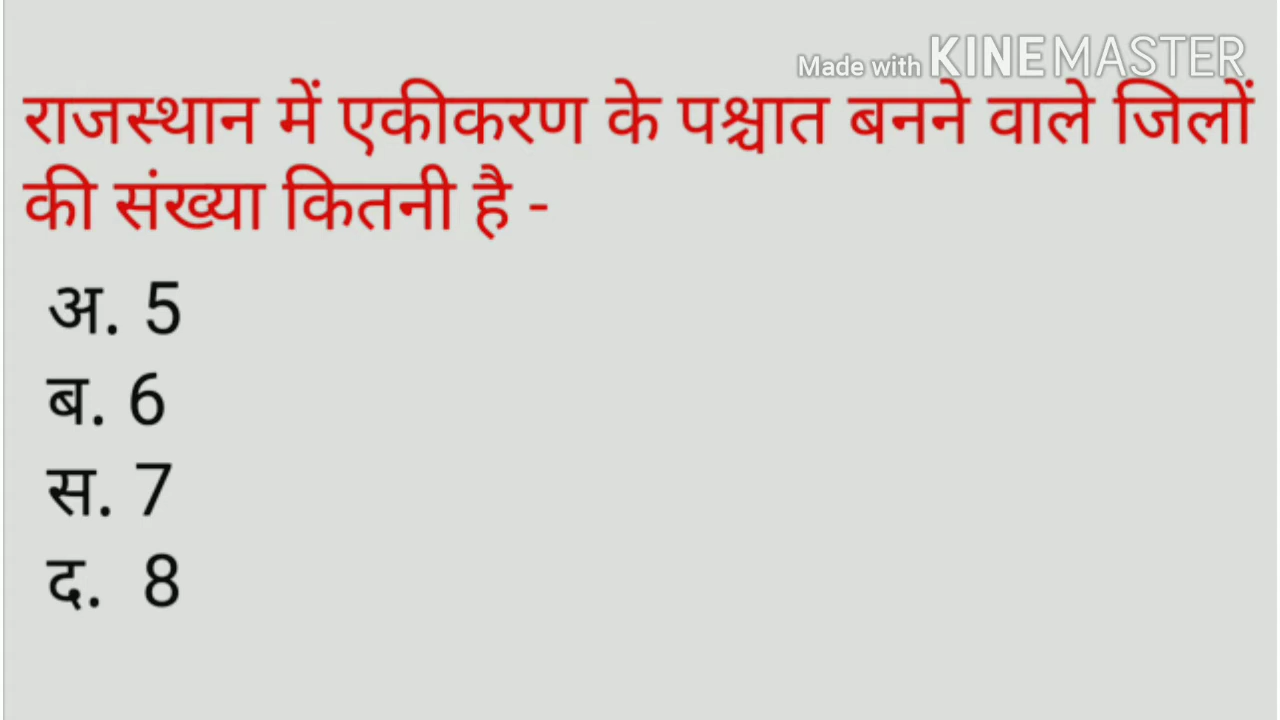 Made with KINEMASTER
राजस्थान में एकीकरण के पश्चात बनने वाले जिलों
की संख्या कितनी है -
अ. 5
ब. 6
स. 7
द. 8